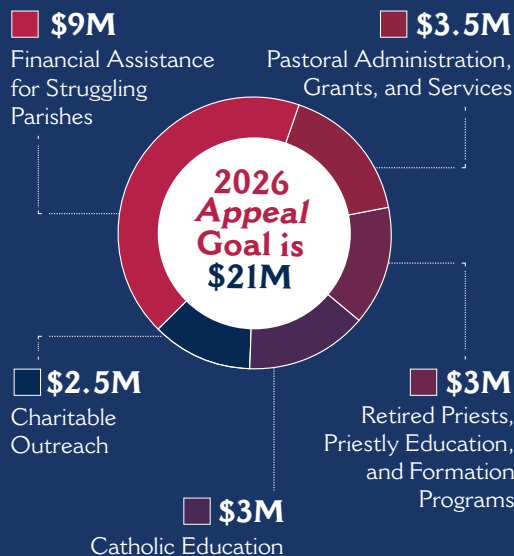 $9M
Financial Assistance
for Struggling
Parishes
$3.5M
Pastoral Administration,
Grants, and Services
2026
Appeal
Goal is
$21M
$2.5M
Charitable
Outreach
$3M
Retired Priests,
Priestly Education,
and Formation
Programs
$3M
Catholic Education